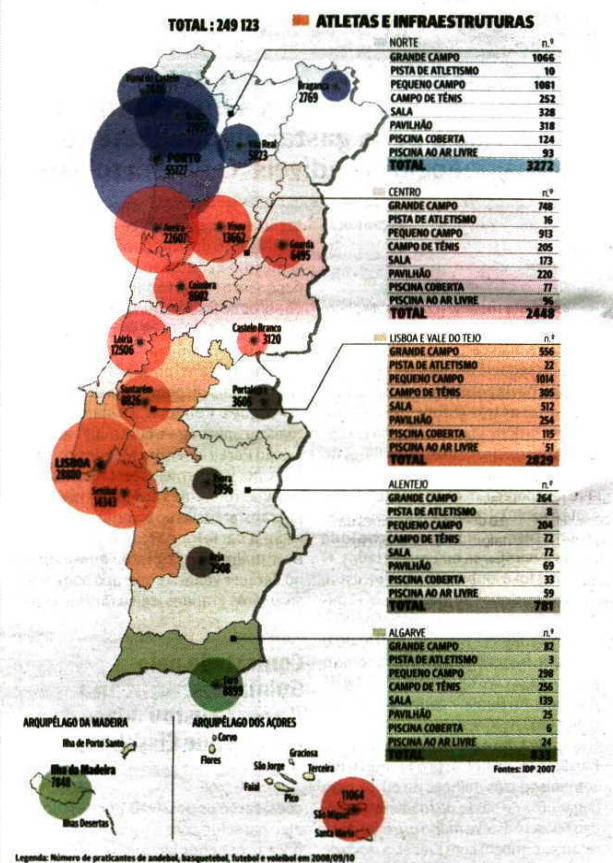 TOTAL : 249 123
ATLETAS E INFRAESTRUTURAS
NORTE n.º
GRANDE CAMPO 1066
PISTA DE ATLETISMO 10
PEQUENO CAMPO 1081
CAMPO DE TÉNIS 252
SALA 328
PAVILHÃO 318
PISCINA COBERTA 124
PISCINA AO AR LIVRE 93
TOTAL 3272
CENTRO n.º
GRANDE CAMPO 748
PISTA DE ATLETISMO 16
PEQUENO CAMPO 913
CAMPO DE TÉNIS 205
SALA 173
PAVILHÃO 220
PISCINA COBERTA 77
PISCINA AO AR LIVRE 96
TOTAL 2448
LISBOA E VALE DO TEJO n.º
GRANDE CAMPO 556
PISTA DE ATLETISMO 22
PEQUENO CAMPO 1014
CAMPO DE TÉNIS 305
SALA 512
PAVILHÃO 254
PISCINA COBERTA 115
PISCINA AO AR LIVRE 51
TOTAL 2829
ALENTEJO n.º
GRANDE CAMPO 264
PISTA DE ATLETISMO 8
PEQUENO CAMPO 204
CAMPO DE TÉNIS 72
SALA 72
PAVILHÃO 69
PISCINA COBERTA 33
PISCINA AO AR LIVRE 59
TOTAL 781
ALGARVE n.º
GRANDE CAMPO 82
PISTA DE ATLETISMO 3
PEQUENO CAMPO 298
CAMPO DE TÉNIS 256
SALA 139
PAVILHÃO 25
PISCINA COBERTA 6
PISCINA AO AR LIVRE 24
TOTAL 833
Fontes: IDP 2007
Viana do Castelo
Bragança
2769
Vila Real
5823
PORTO
55127
Aveiro
22607
Viseu
13662
Guarda
6495
Coimbra
8602
Leiria
12506
Castelo Branco
3120
Santarém
8826
Portalegre
3606
LISBOA
Setúbal
14343
Évora
Beja
2908
Faro
8899
ARQUIPÉLAGO DA MADEIRA
Ilha de Porto Santo
Ilha da Madeira
7848
Ilhas Desertas
ARQUIPÉLAGO DOS AÇORES
Corvo
Flores
Graciosa
São Jorge
Terceira
Faial
Pico
11064
São Miguel
Santa Maria
Legenda: Número de praticantes de andebol, basquetebol, futebol e voleibol em 2008/09/10